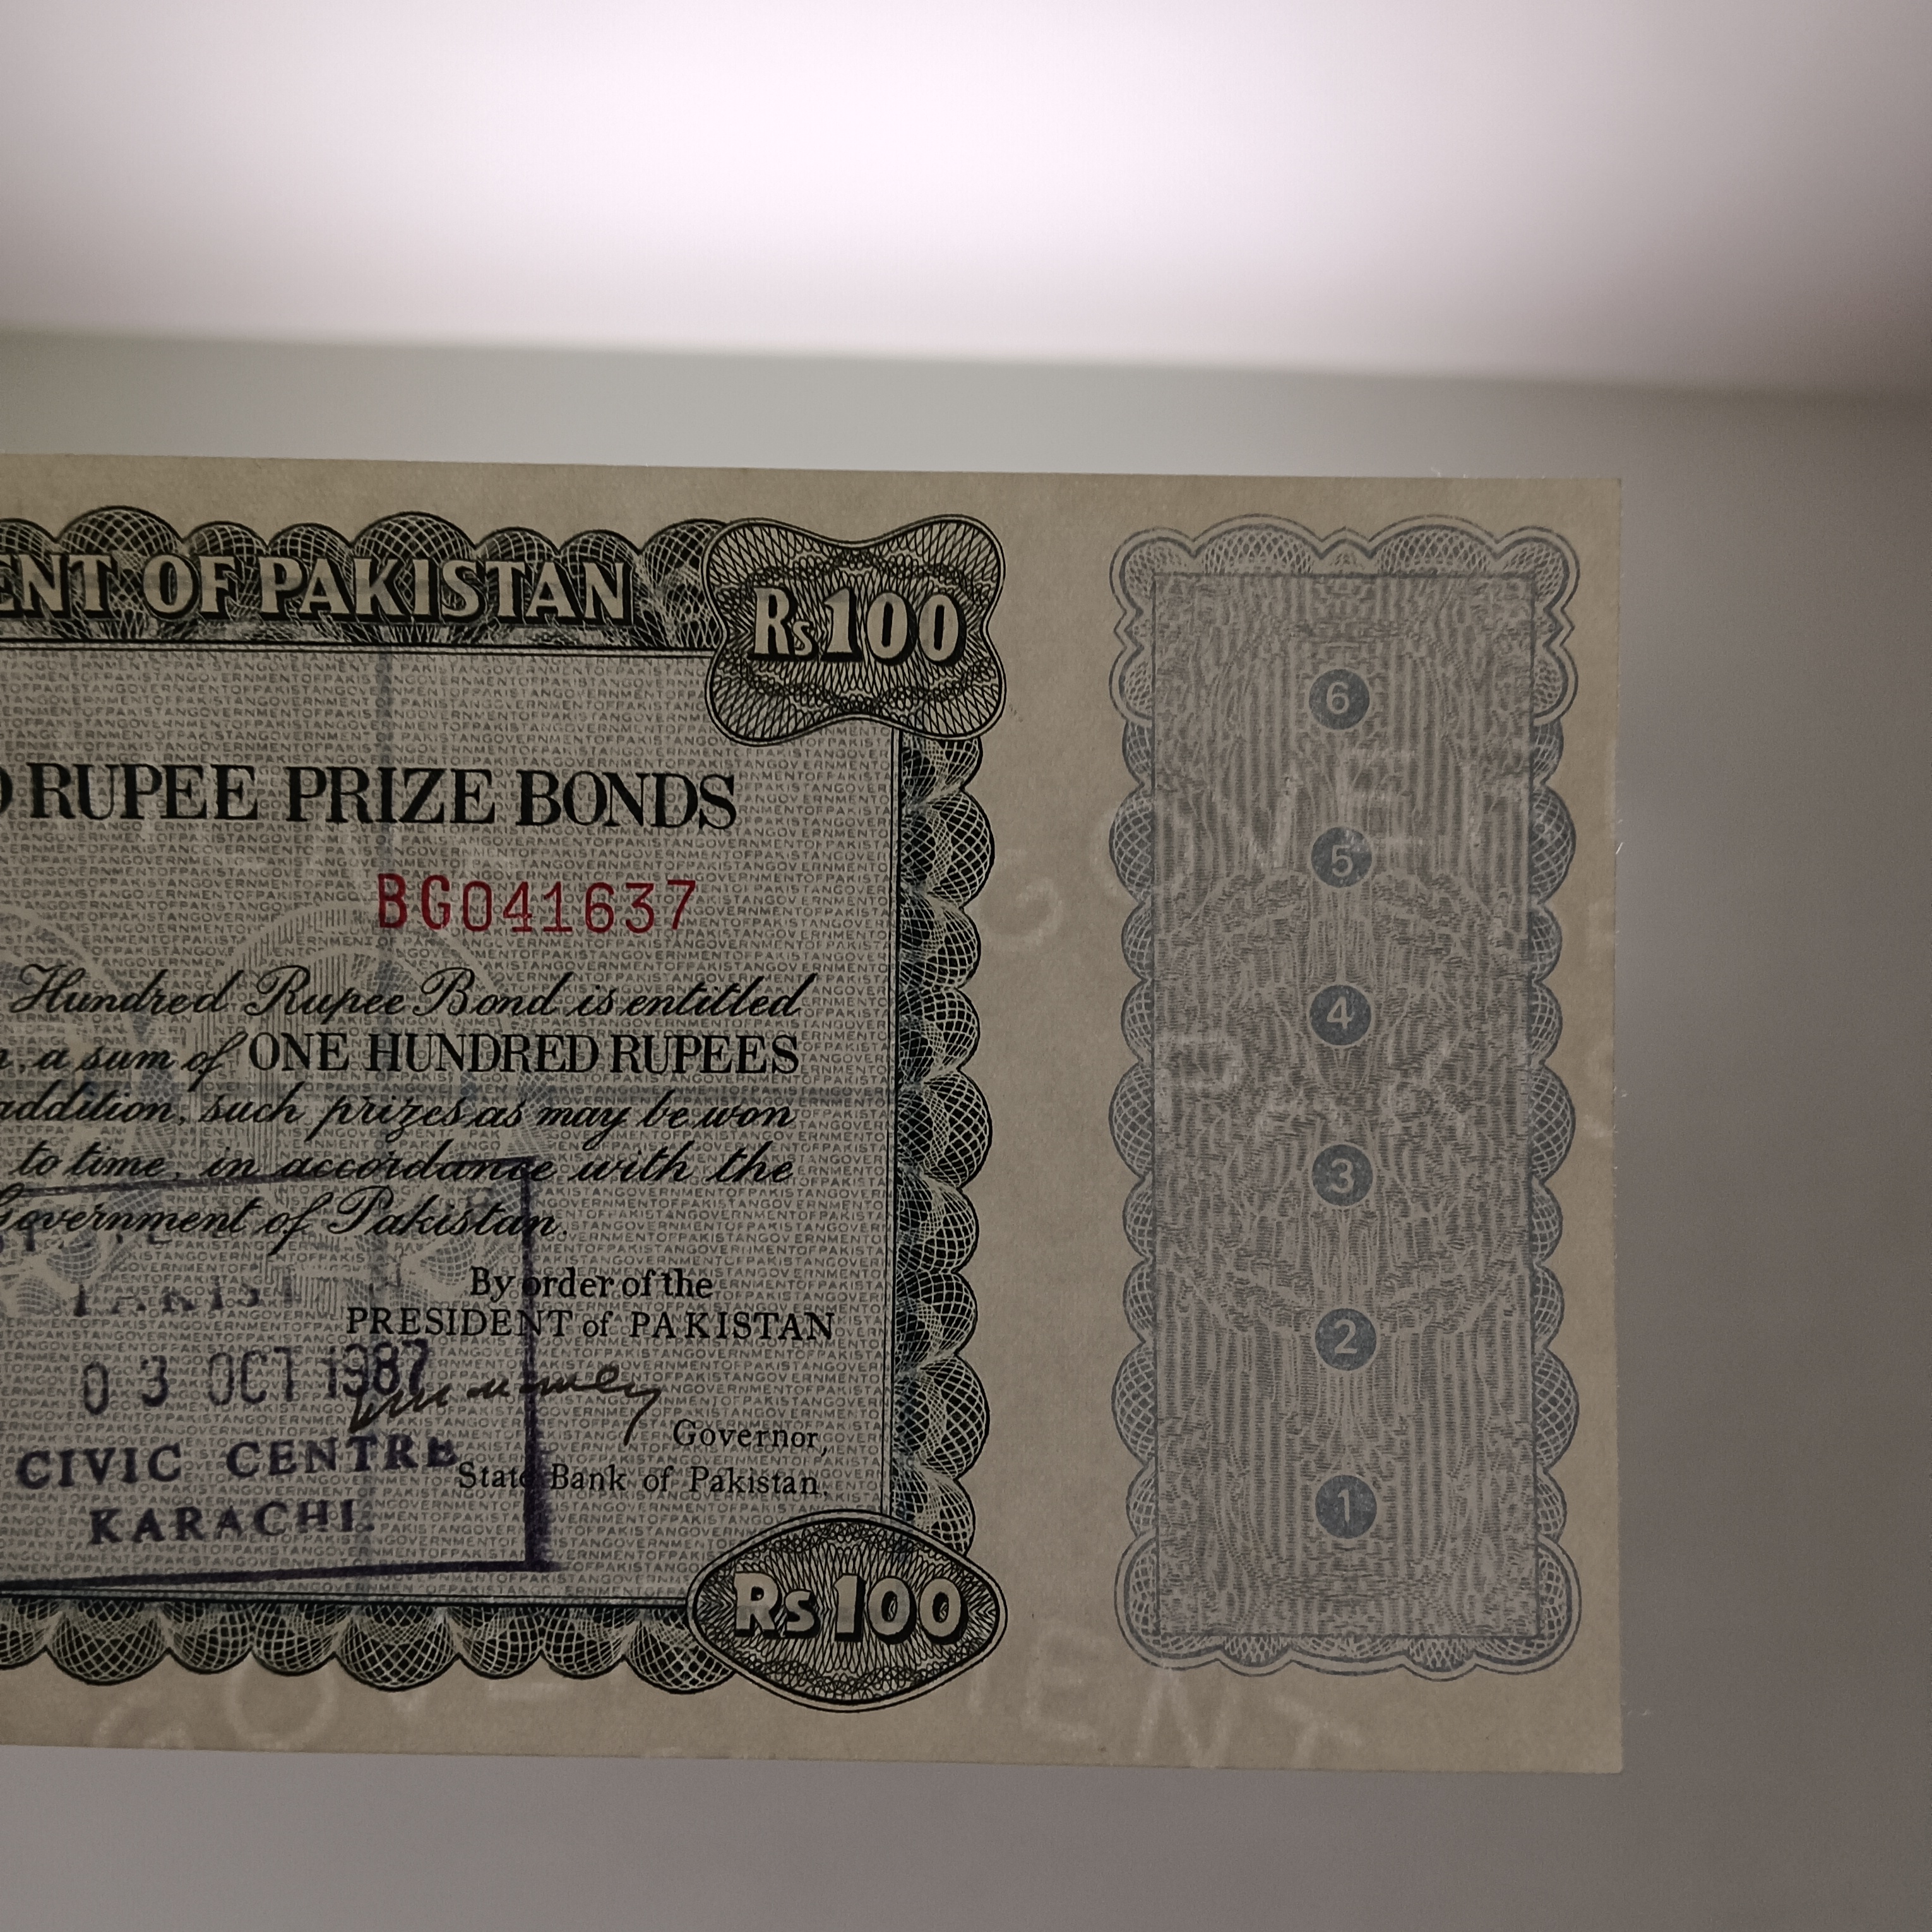 ENT OF PAKISTAN
Rs 100
RUPEE PRIZE BONDS
BG041637
Hundred Rupee Bond is entitled
a sum of ONE HUNDRED RUPEES
addition, such prizes as may be won
to time, in accordance with the
Government of Pakistan.
By order of the
PRESIDENT of PAKISTAN
03 OCT 1987
Governor,
CIVIC CENTRE
State Bank of Pakistan.
KARACHI.
Rs 100
GOVERNMENT
6
5
4
3
2
1